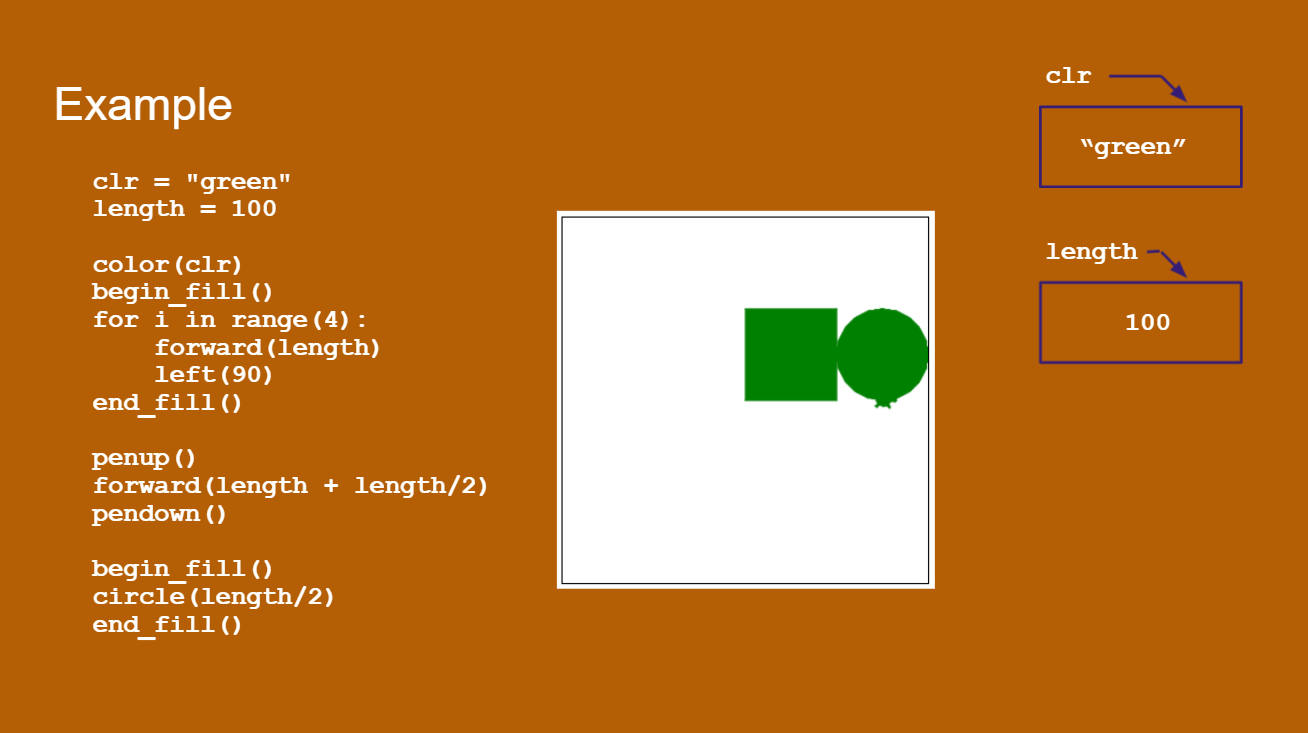 Example
clr = "green"
length = 100
color(clr)
begin_fill()
for i in range(4):
    forward(length)
    left(90)
end_fill()
penup()
forward(length + length/2)
pendown()
begin_fill()
circle(length/2)
end_fill()
clr
“green”
length
100